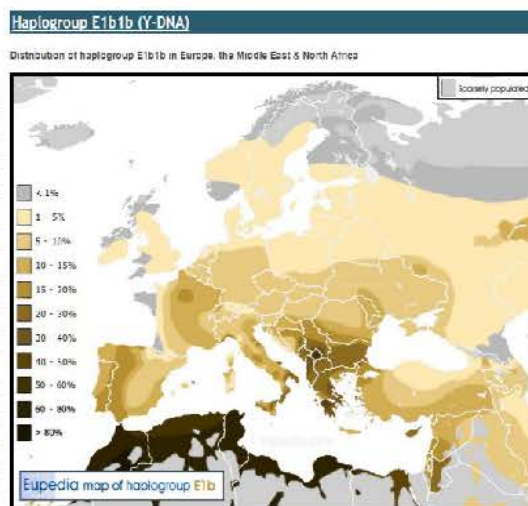 Haplogroup E1b1b (Y-DNA)
Distribution of haplogroup E1b1b in Europe, the Middle East & North Africa
Sparsely populated
< 1%
1 - 5%
5 - 10%
10 - 15%
15 - 20%
20 - 30%
30 - 40%
40 - 50%
50 - 60%
60 - 80%
> 80%
Eupedia map of haplogroup E1b